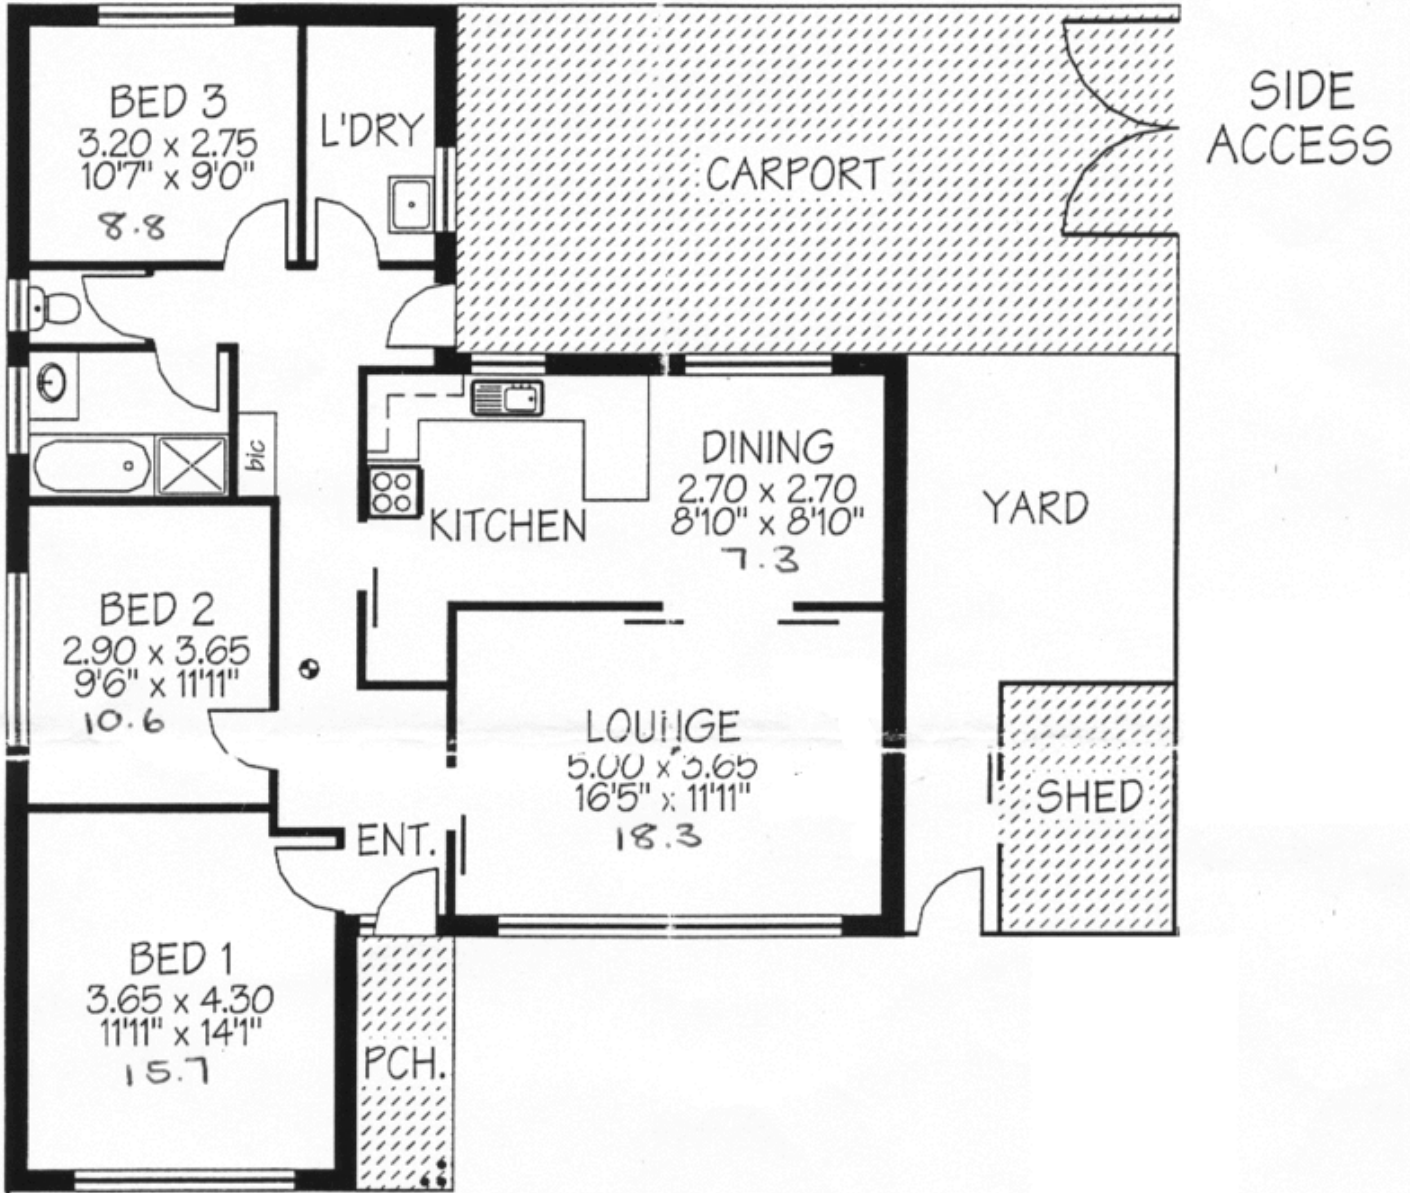 BED 3
3.20 x 2.75
10'7" x 9'0"
8.8
L'DRY
CARPORT
SIDE
ACCESS
bic
KITCHEN
DINING
2.70 x 2.70
8'10" x 8'10"
7.3
YARD
BED 2
2.90 x 3.65
9'6" x 11'11"
10.6
LOUNGE
5.00 x 3.65
16'5" x 11'11"
18.3
SHED
ENT.
BED 1
3.65 x 4.30
11'11" x 14'1"
15.7
PCH.